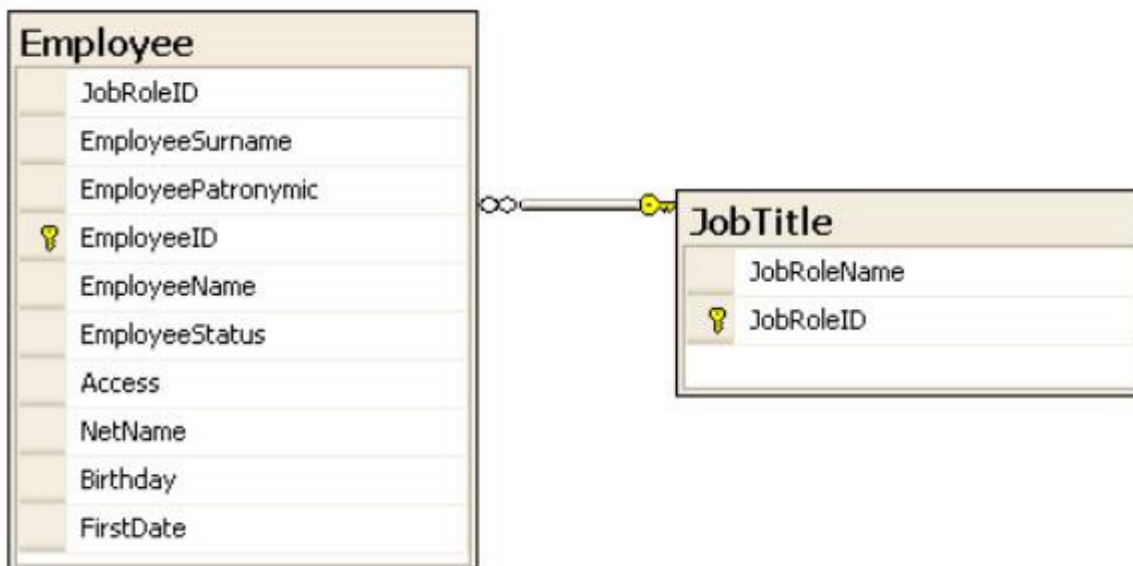 Employee
JobRoleID
EmployeeSurname
EmployeePatronymic
EmployeeID
EmployeeName
EmployeeStatus
Access
NetName
Birthday
FirstDate
JobTitle
JobRoleName
JobRoleID